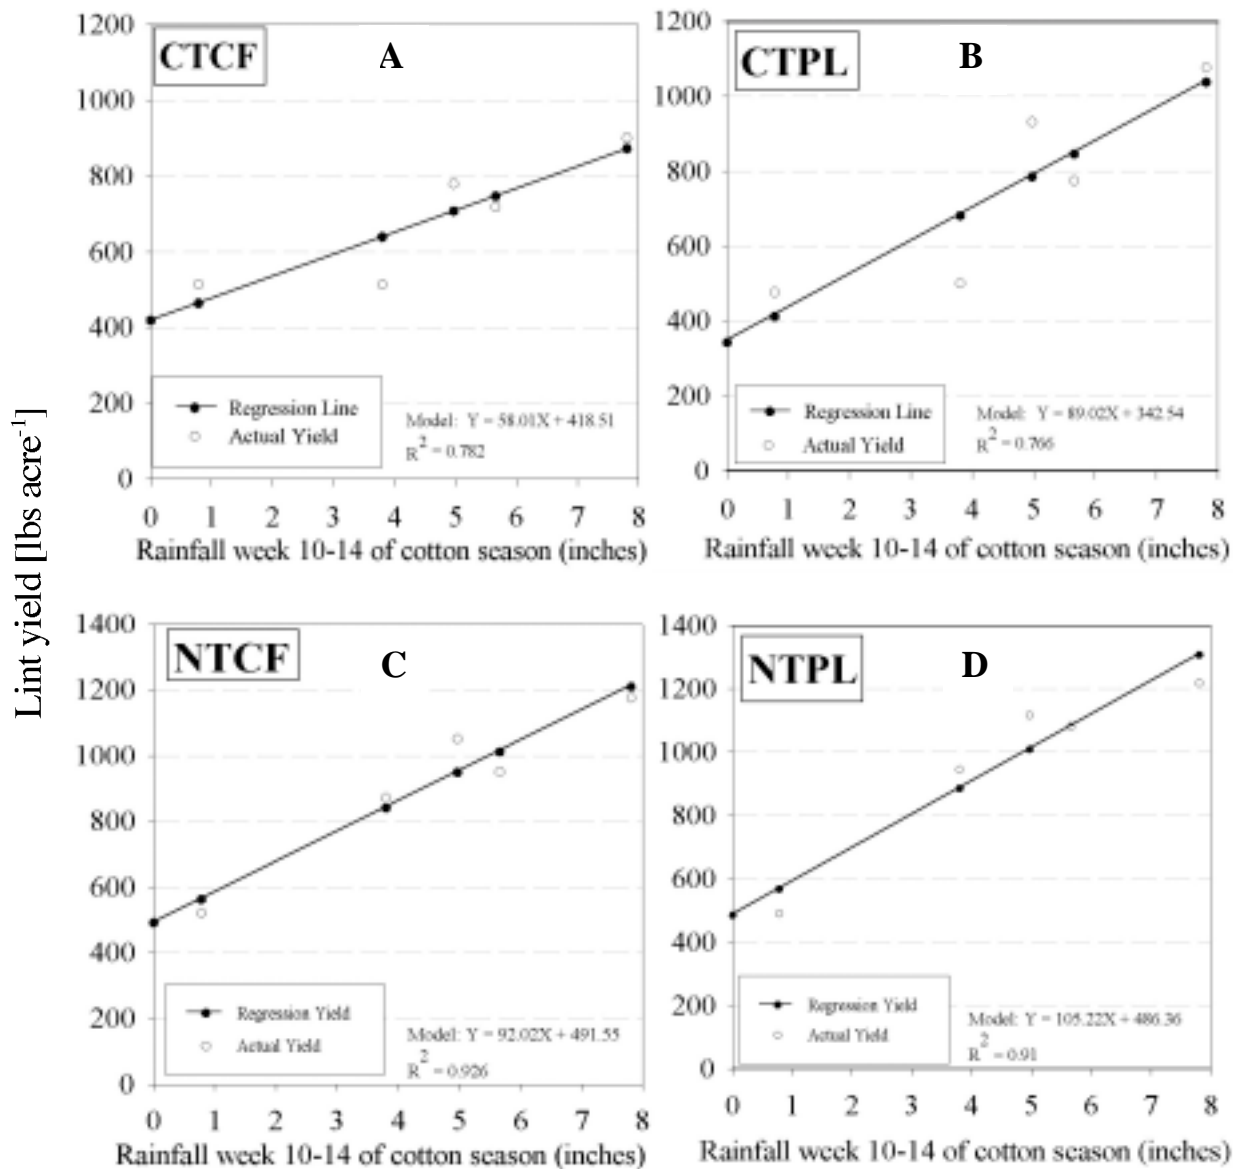 Lint yield [lbs acre-1]
CTCF
A
1200
1000
800
600
400
200
0
Regression Line
Actual Yield
Model: Y = 58.01X + 418.51
R2 = 0.782
0 1 2 3 4 5 6 7 8
Rainfall week 10-14 of cotton season (inches)
CTPL
B
1200
1000
800
600
400
200
0
Regression Line
Actual Yield
Model: Y = 89.02X + 342.54
R2 = 0.766
0 1 2 3 4 5 6 7 8
Rainfall week 10-14 of cotton season (inches)
NTCF
C
1400
1200
1000
800
600
400
200
0
Regression Yield
Actual Yield
Model: Y = 92.02X + 491.55
R2 = 0.926
0 1 2 3 4 5 6 7 8
Rainfall week 10-14 of cotton season (inches)
NTPL
D
1400
1200
1000
800
600
400
200
0
Regression Yield
Actual Yield
Model: Y = 105.22X + 486.36
R2 = 0.91
0 1 2 3 4 5 6 7 8
Rainfall week 10-14 of cotton season (inches)